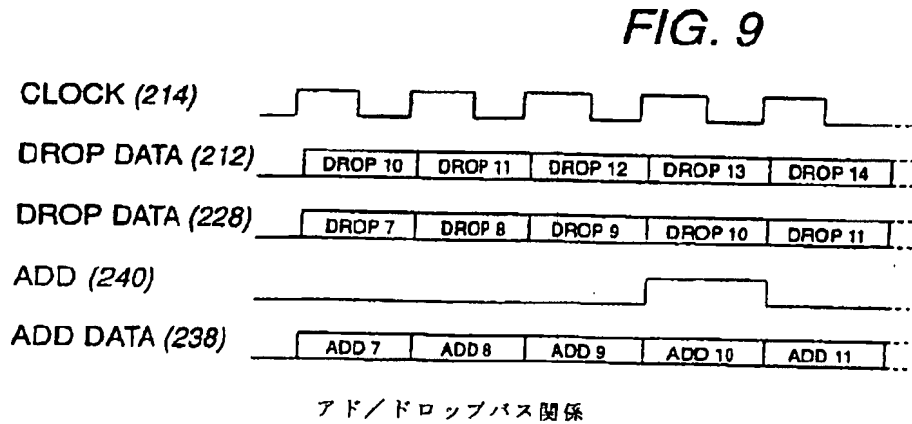 FIG. 9
CLOCK (214)
DROP DATA (212) DROP 10 DROP 11 DROP 12 DROP 13 DROP 14
DROP DATA (228) DROP 7 DROP 8 DROP 9 DROP 10 DROP 11
ADD (240)
ADD DATA (238) ADD 7 ADD 8 ADD 9 ADD 10 ADD 11
アド/ドロップバス関係